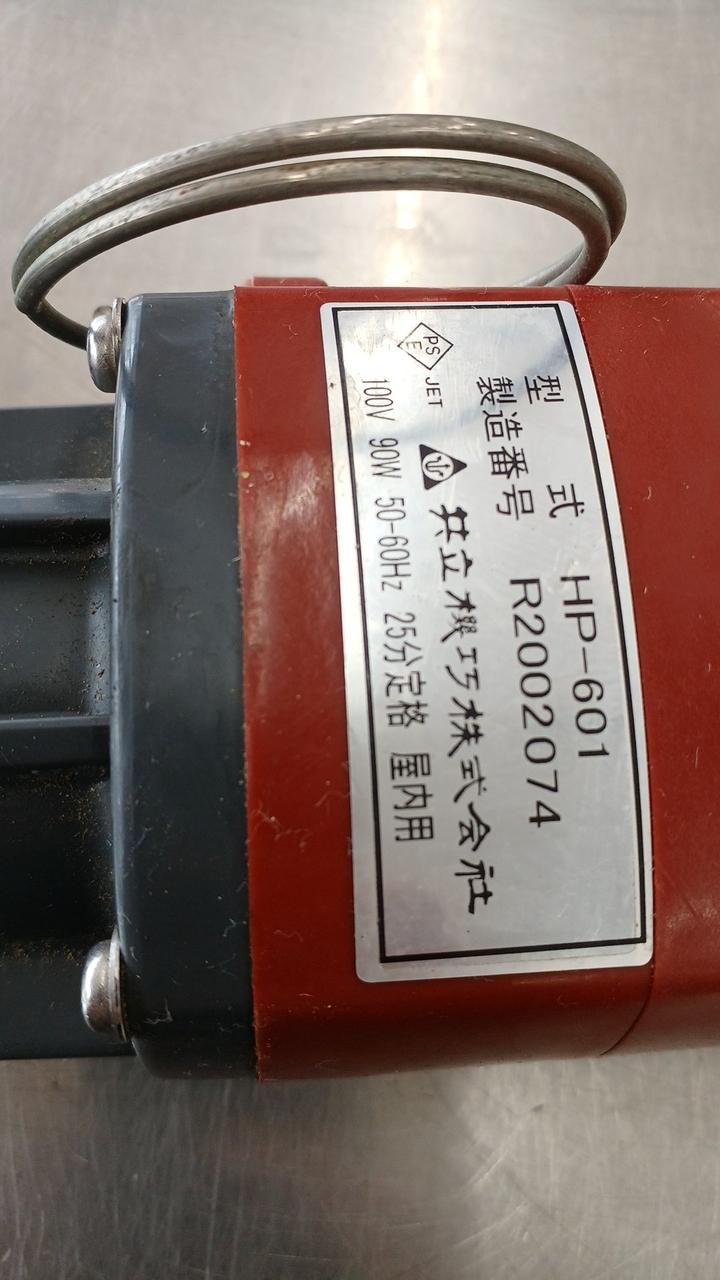 型 式 HP-601
製造番号 R2002074
共立機巧株式会社
PS
E
JET
100V 90W 50-60Hz 25分定格 屋内用